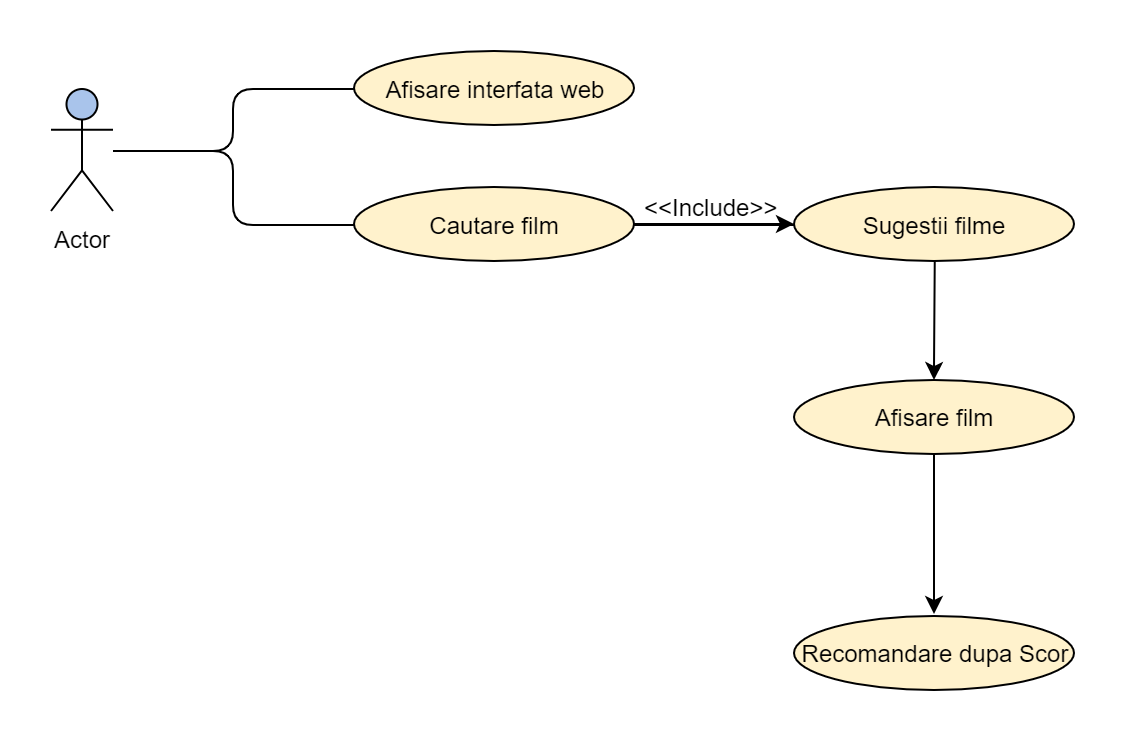 Afisare interfata web
Actor
Cautare film
<<Include>>
Sugestii filme
Afisare film
Recomandare dupa Scor